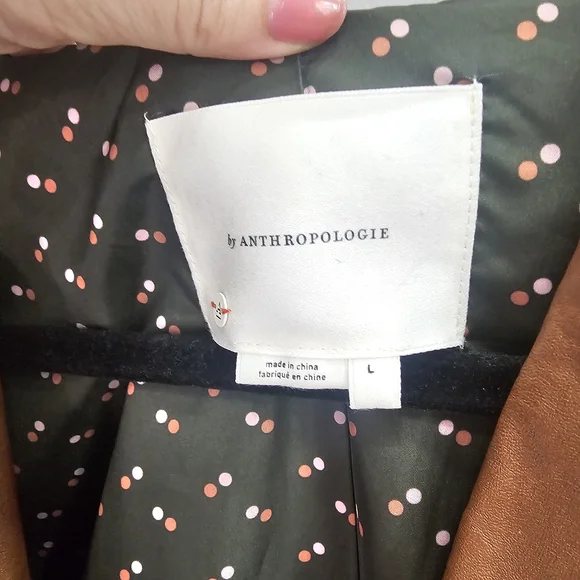 by ANTHROPOLOGIE
made in china
fabriqué en chine
L